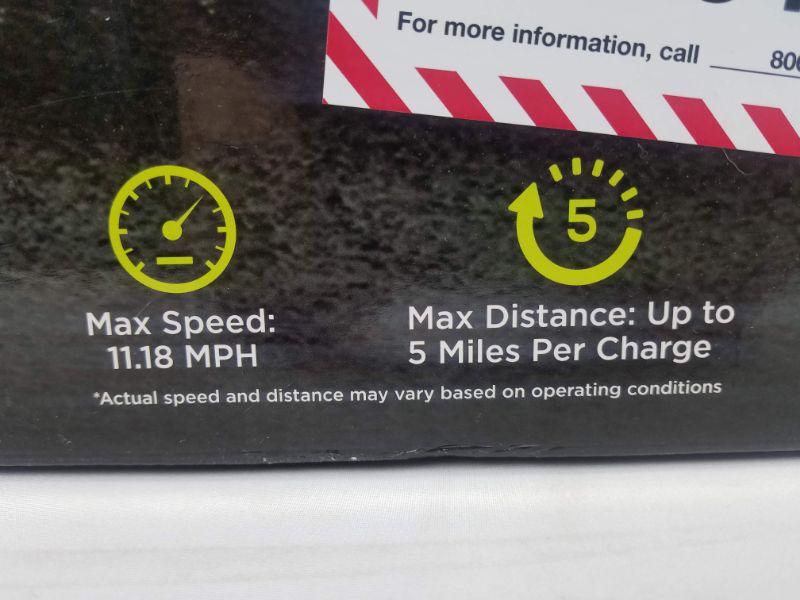 For more information, call
5
Max Speed:
11.18 MPH
Max Distance: Up to
5 Miles Per Charge
*Actual speed and distance may vary based on operating conditions